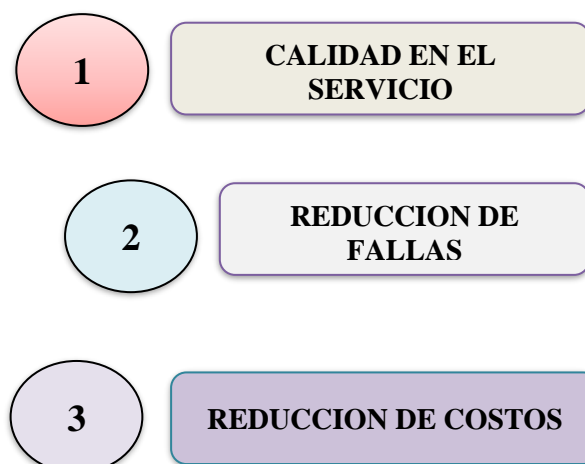 1
CALIDAD EN EL
SERVICIO
2
REDUCCION DE
FALLAS
3
REDUCCION DE COSTOS